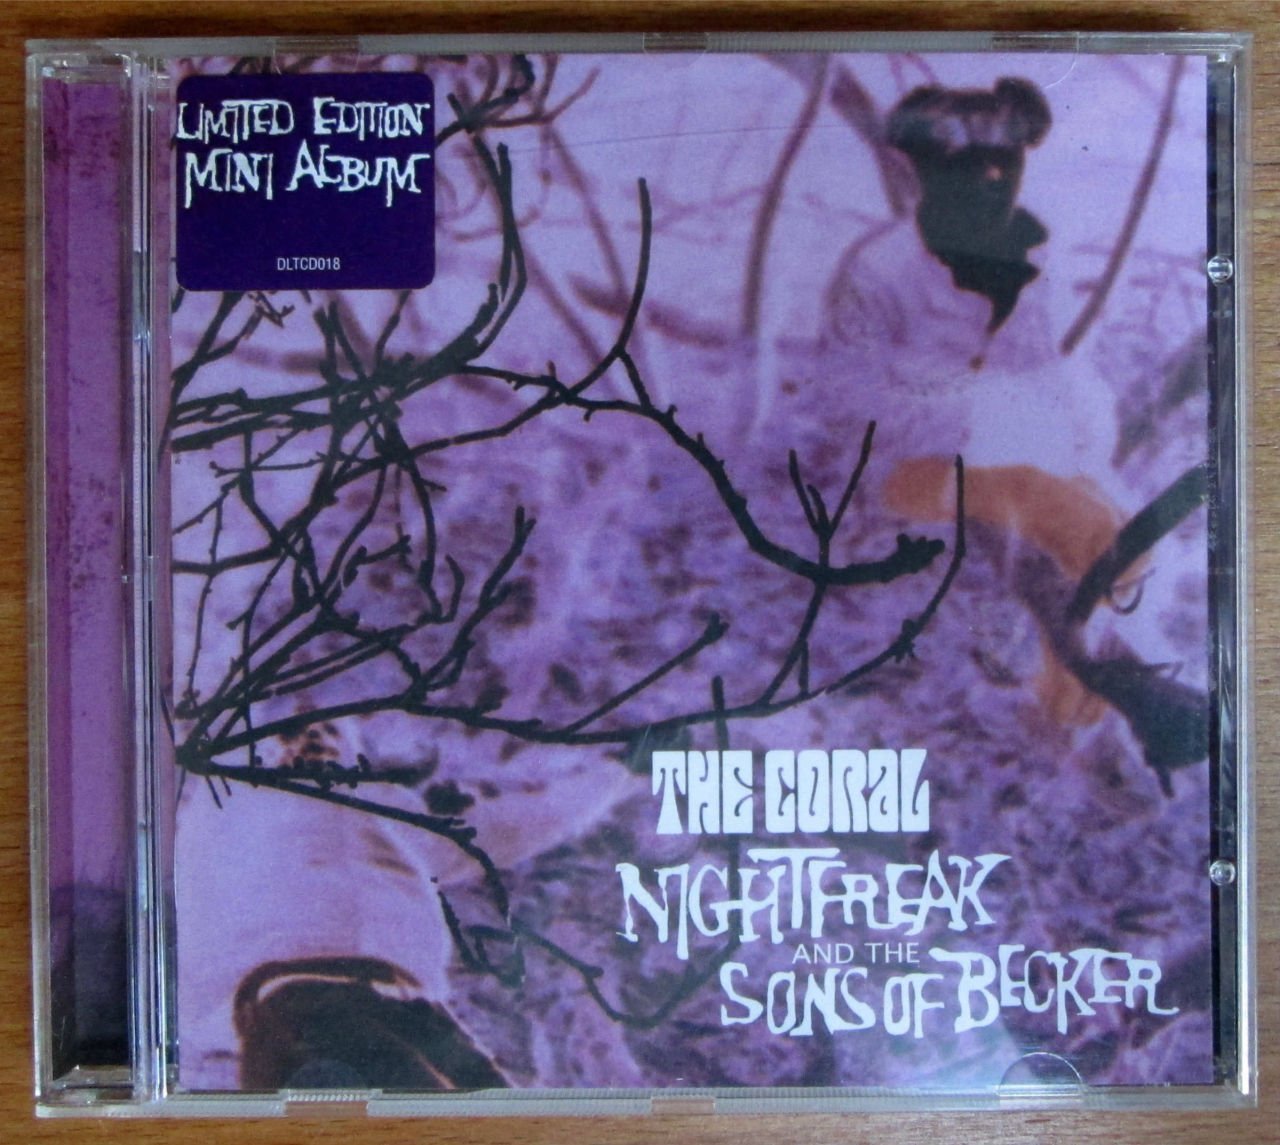 LIMITED EDITION
MINI ALBUM
DLTCD018
THE CORAL
NIGHTFREAK
AND THE
SONS OF BECKER